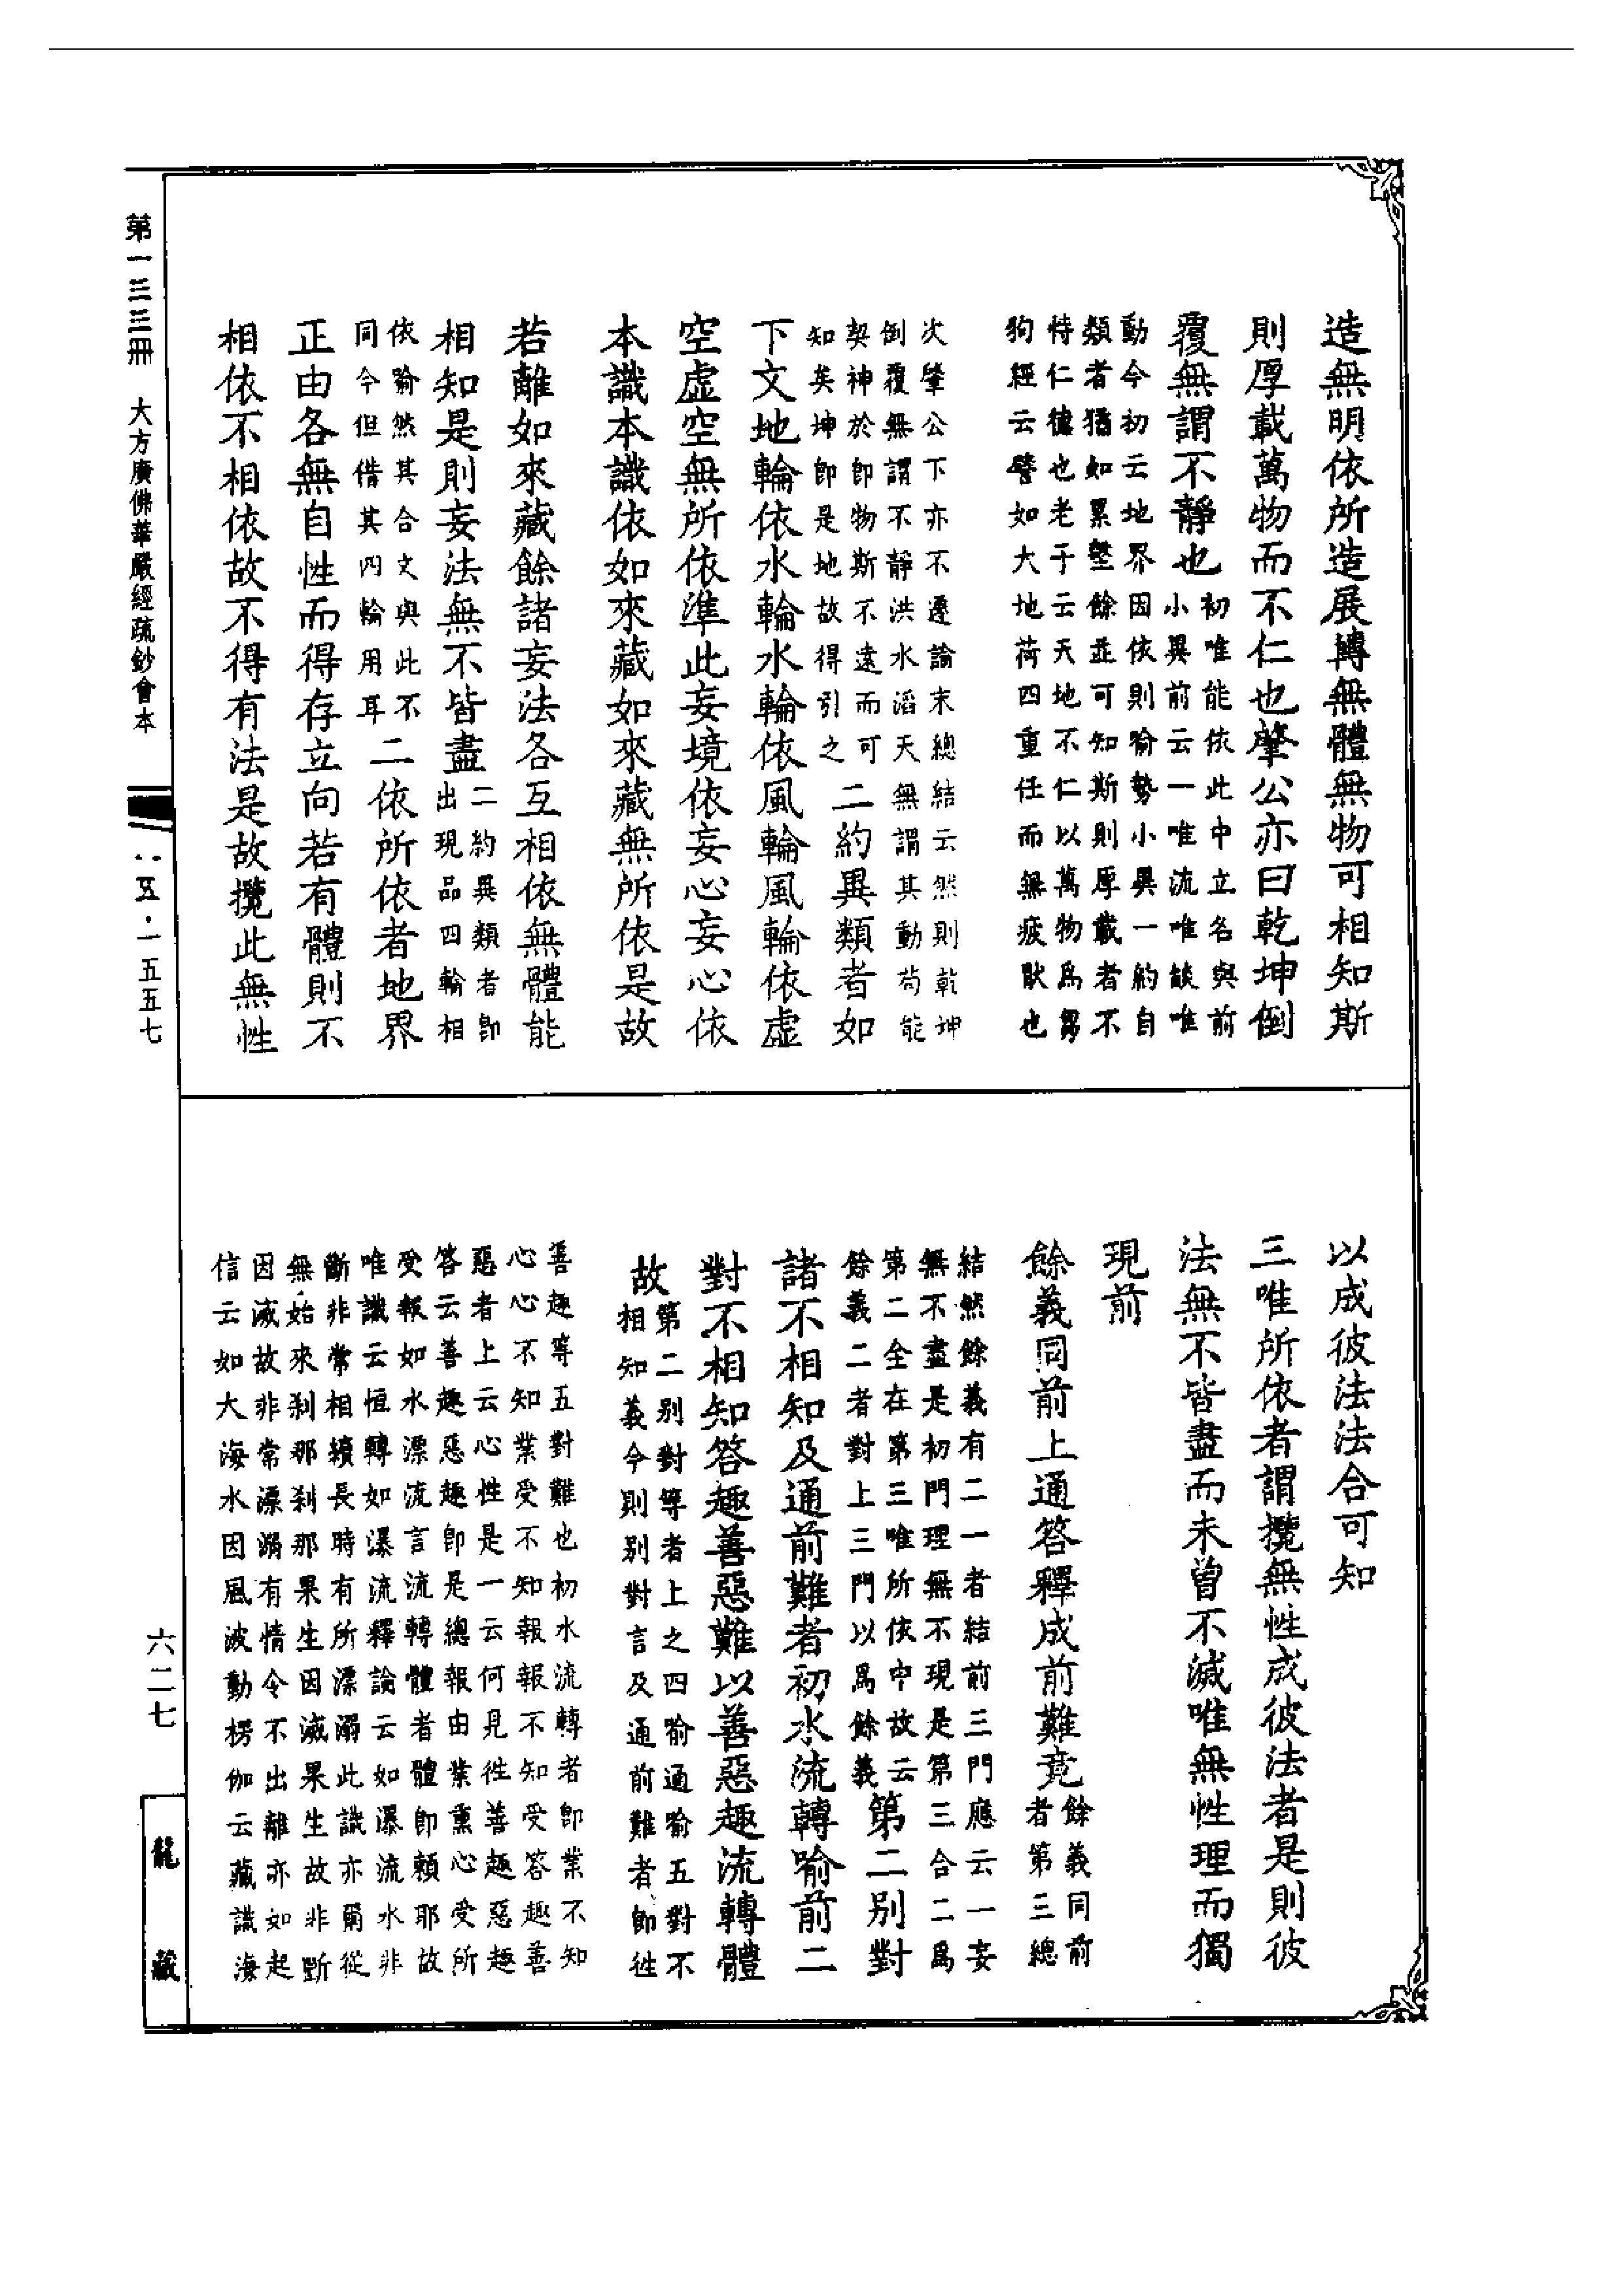 造無明依所造展轉無體無物可相知斯
則厚載萬物而不仁也肇公亦曰乾坤倒
覆無謂不靜也
初唯能依此中立名與前
小異前云一唯流唯談唯
動今初云地界因依則喻勢小異一約自
類者猶如累壑餘並可知斯則厚載者不
恃仁德也老子云天地不仁以萬物爲芻
狗經云譬如大地荷四重任而無疲猒也
次肇公下亦不遷論末總結云然則乾坤
倒覆無謂不靜洪水滔天無謂其動苟能
契神於即物斯不遠而可
知矣坤即是地故得引之
二約異類者如
下文地輪依水輪水輪依風輪風輪依虛
空虛空無所依準此妄境依妄心妄心依
本識本識依如來藏如來藏無所依是故
若離如來藏餘諸妄法各互相依無體能
相知是則妄法無不皆盡
二約異類者即
出現品四輪相
依喻然其合文與此不
同今但借其四輪用耳
二依所依者地界
正由各無自性而得存立向若有體則不
相依不相依故不得有法是故攬此無性
以成彼法法合可知
三唯所依者謂攬無性成彼法者是則彼
法無不皆盡而未曾不滅唯無性理而獨
現前
餘義同前上通答釋成前難竟
餘義同前
者第三總
結然餘義有二一者結前三門應云一妄
無不盡是初門理無不現是第三合二爲
第二全在第三唯所依中故云
餘義二者對上三門以爲餘義
第二別對
諸不相知及通前難者初水流轉喻前二
對不相知答趣善惡難以善惡趣流轉體
故
第二別對等者上之四喻通喻五對不
相知義今則別對言及通前難者即徃
善趣等五對難也初水流轉者即業不知
心心不知業受不知報報不知受答趣善
惡者上云心性是一云何見徃善趣惡趣
答云善趣惡趣即是總報由業熏心受所
受報如水漂流言流轉體者體即頼耶故
唯識云恒轉如瀑流釋論云如瀑流水非
斷非常相續長時有所漂溺此識亦爾從
無始來刹那刹那果生因滅果生故非斷
因滅故非常漂溺有情令不出離亦如起
信云如大海水因風波動楞伽云藏識海
第一三三冊 大方廣佛華嚴經疏鈔會本
一五五七
六二七
龍藏